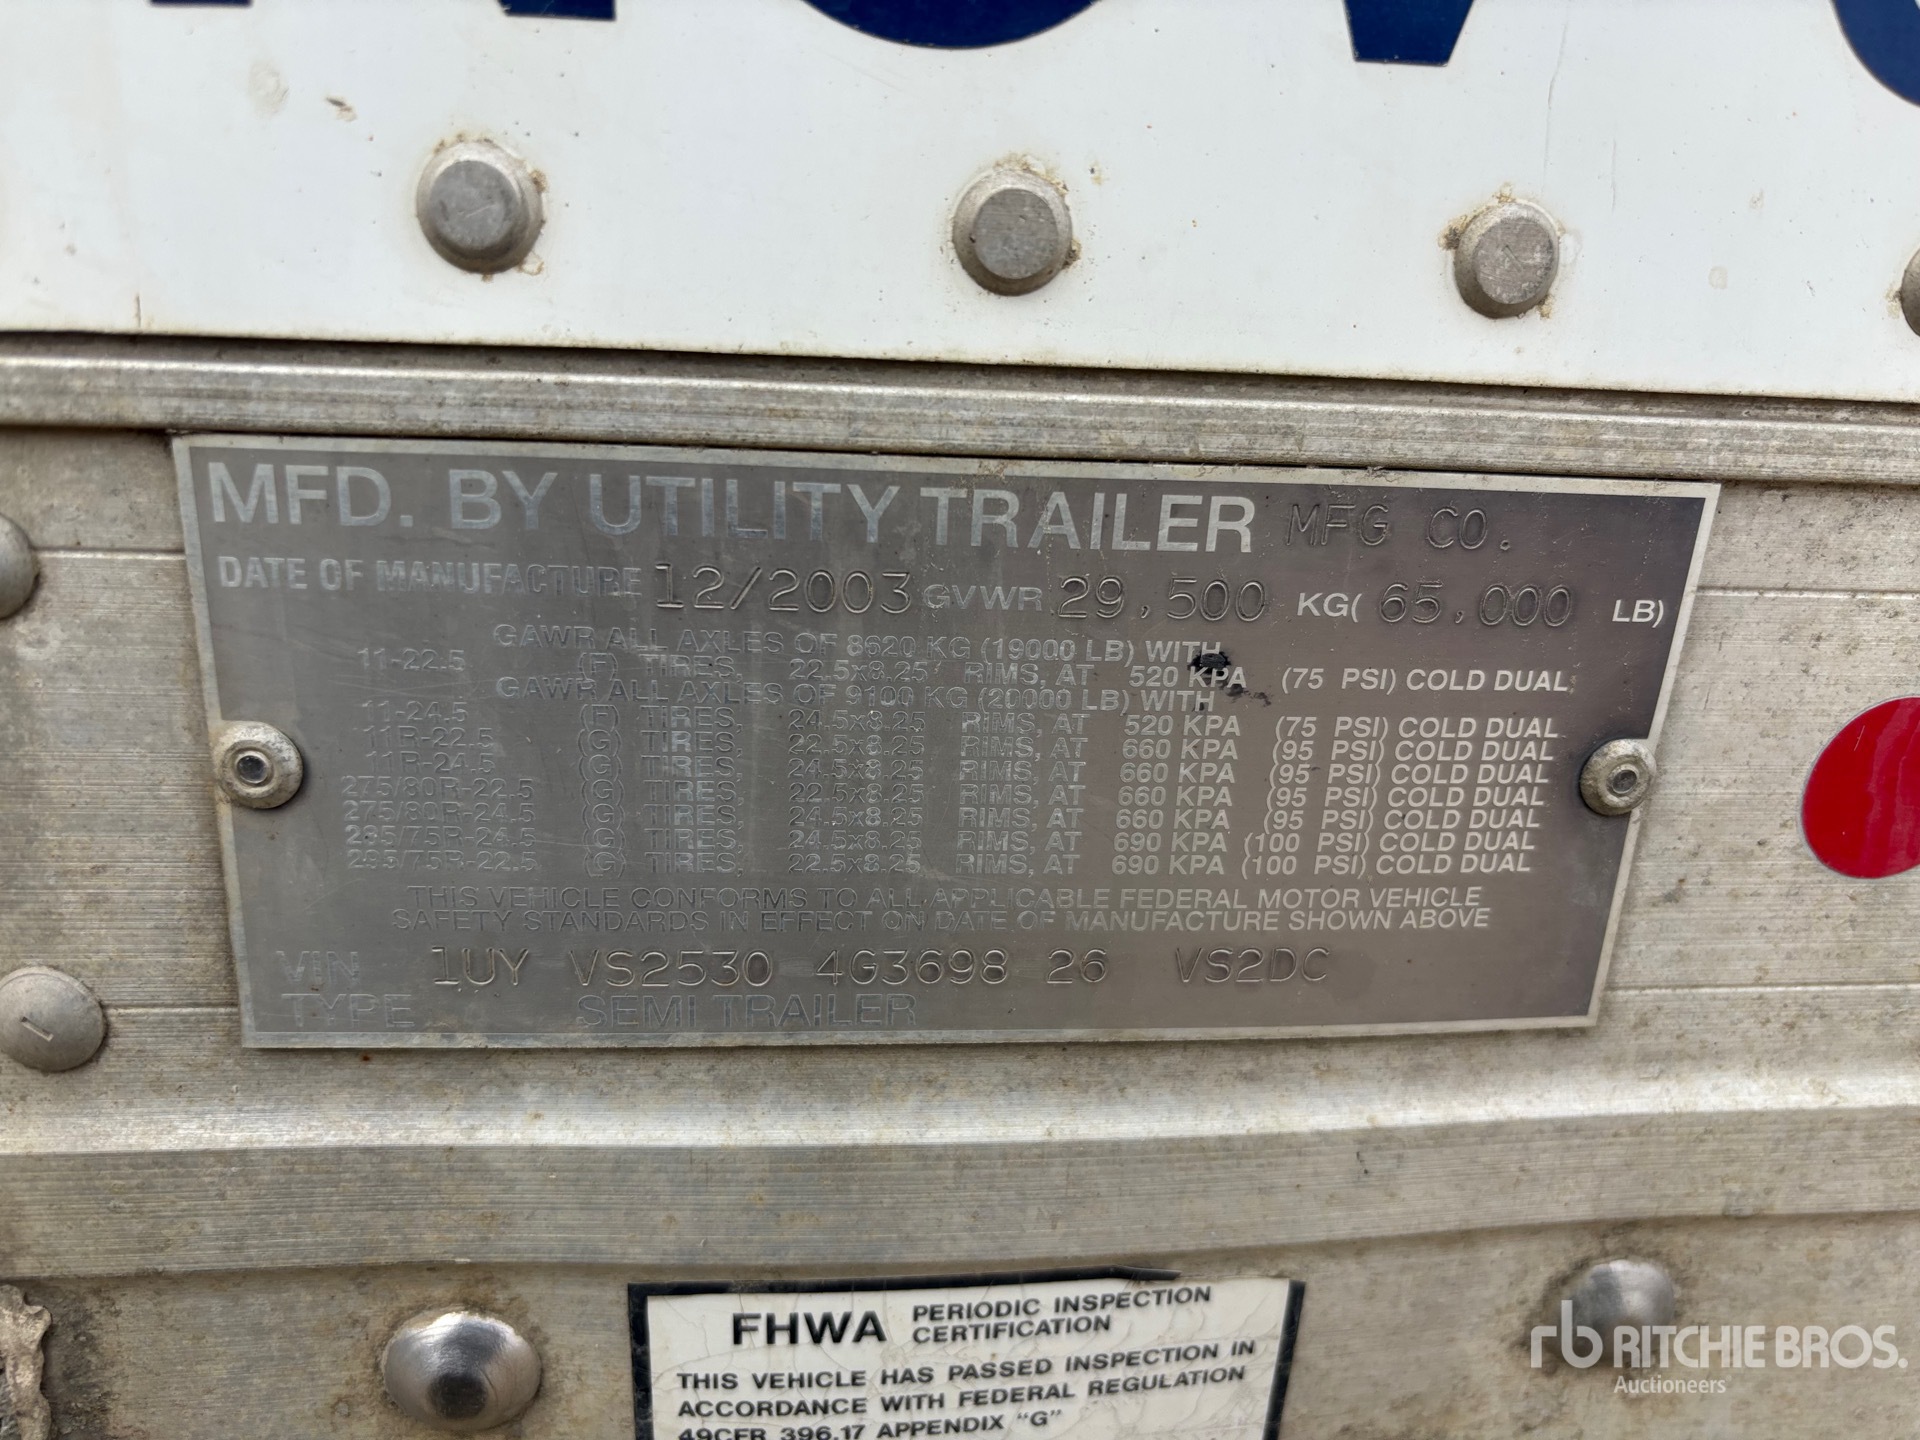 MFD. BY UTILITY TRAILER MFG CO.
DATE OF MANUFACTURE 12/2003 GVWR 29,500 KG( 65,000 LB)
GAWR ALL AXLES OF 8620 KG (19000 LB) WITH
11-22.5 (F) TIRES, 22.5x8.25 RIMS, AT 520 KPA (75 PSI) COLD DUAL;
GAWR ALL AXLES OF 9100 KG (20000 LB) WITH
11-24.5 (F) TIRES, 24.5x8.25 RIMS, AT 520 KPA (75 PSI) COLD DUAL
11R-22.5 (G) TIRES, 22.5x8.25 RIMS, AT 660 KPA (95 PSI) COLD DUAL
11R-24.5 (G) TIRES, 24.5x8.25 RIMS, AT 660 KPA (95 PSI) COLD DUAL
275/80R-22.5 (G) TIRES, 22.5x8.25 RIMS, AT 660 KPA (95 PSI) COLD DUAL
275/80R-24.5 (G) TIRES, 24.5x8.25 RIMS, AT 660 KPA (95 PSI) COLD DUAL
285/75R-24.5 (G) TIRES, 24.5x8.25 RIMS, AT 690 KPA (100 PSI) COLD DUAL
295/75R-22.5 (G) TIRES, 22.5x8.25 RIMS, AT 690 KPA (100 PSI) COLD DUAL
THIS VEHICLE CONFORMS TO ALL APPLICABLE FEDERAL MOTOR VEHICLE
SAFETY STANDARDS IN EFFECT ON DATE OF MANUFACTURE SHOWN ABOVE
VIN 1UY VS2530 4G3698 26 VS2DC
TYPE SEMI TRAILER
FHWA PERIODIC INSPECTION
CERTIFICATION
THIS VEHICLE HAS PASSED INSPECTION IN
ACCORDANCE WITH FEDERAL REGULATION
49CFR 396.17 APPENDIX "G"
rb RITCHIE BROS.
Auctioneers